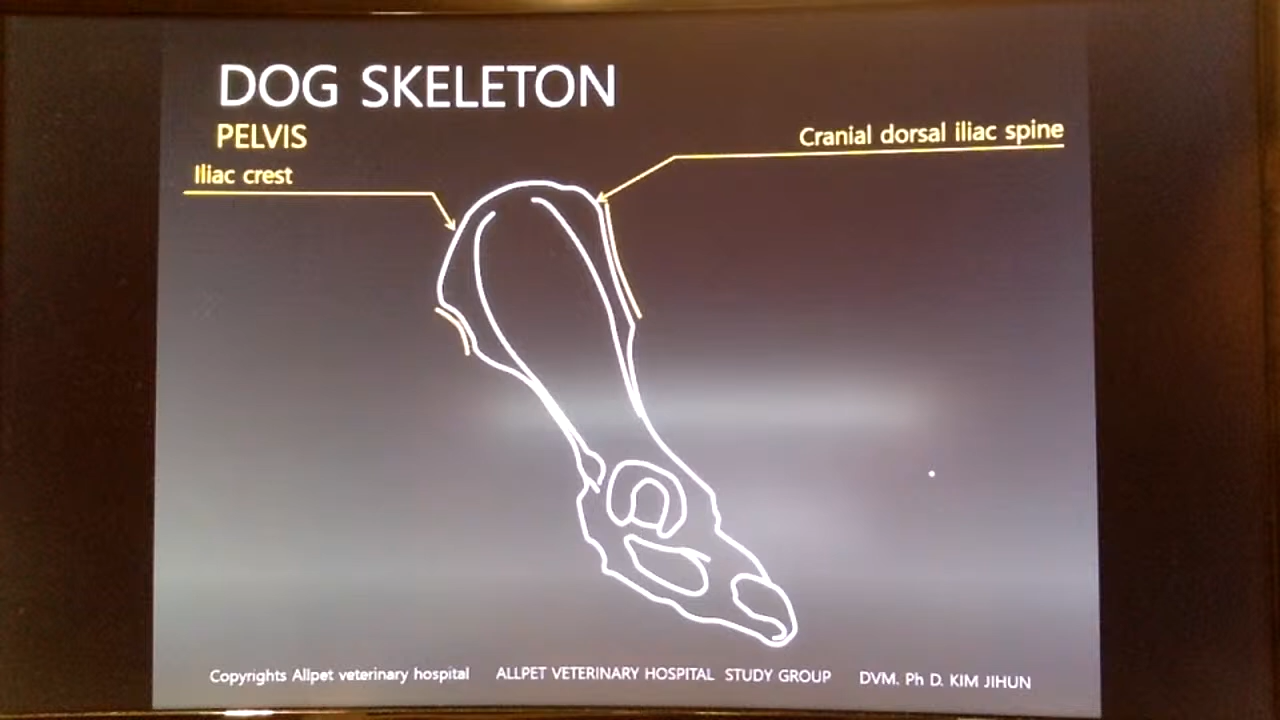 DOG SKELETON
PELVIS
Iliac crest
Cranial dorsal iliac spine
Copyrights Allpet veterinary hospital ALLPET VETERINARY HOSPITAL STUDY GROUP DVM. Ph D. KIM JIHUN